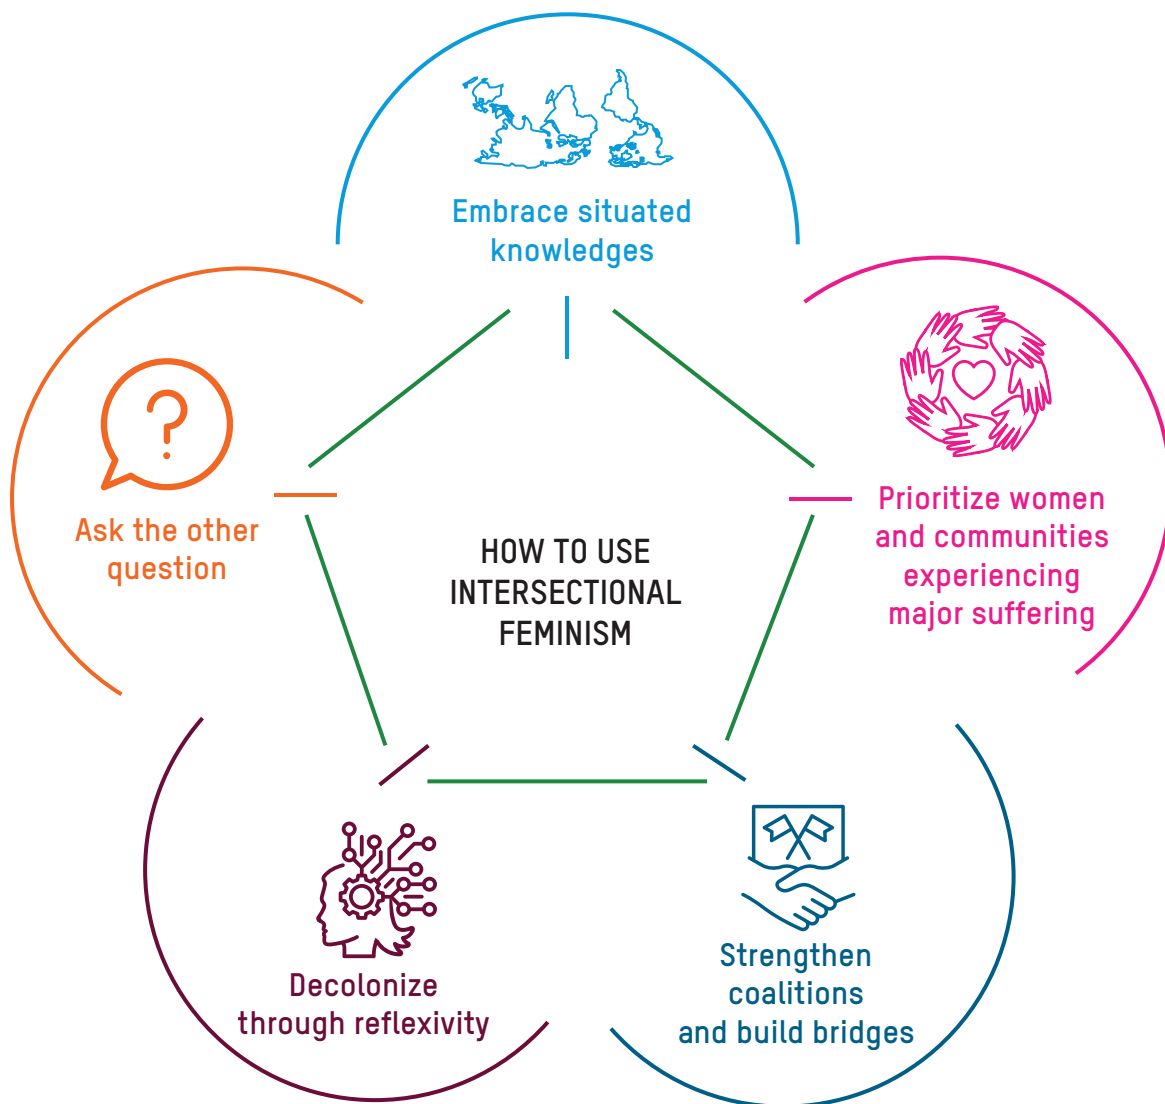 Embrace situated
knowledges
Ask the other
question
HOW TO USE
INTERSECTIONAL
FEMINISM
Prioritize women
and communities
experiencing
major suffering
Decolonize
through reflexivity
Strengthen
coalitions
and build bridges